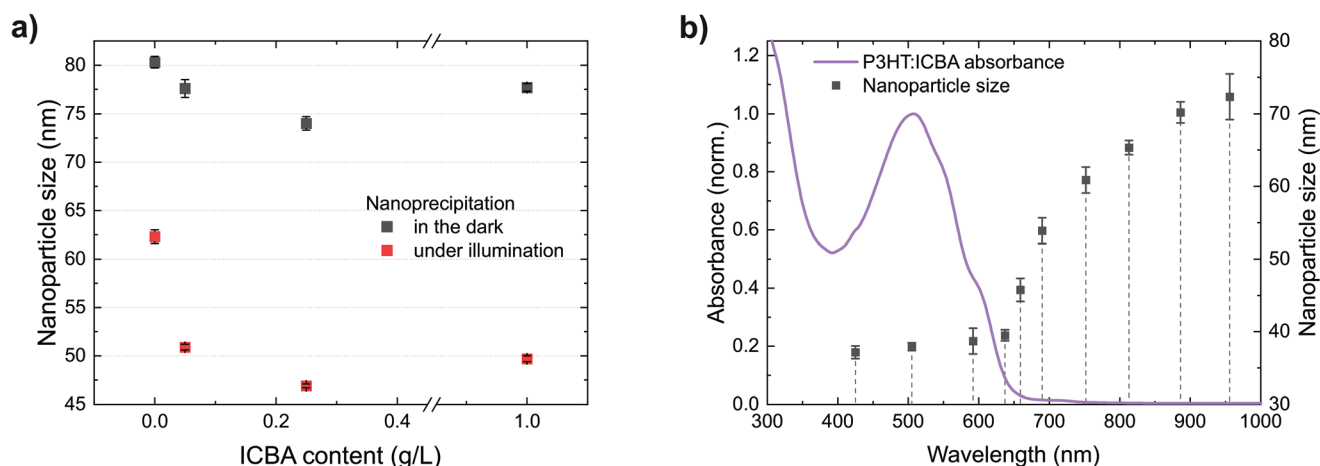 a)
80
75
70
65
60
55
50
45
Nanoparticle size (nm)
Nanoprecipitation
in the dark
under illumination
0.0
0.2
0.4
1.0
ICBA content (g/L)
b)
1.2
1.0
0.8
0.6
0.4
0.2
0.0
Absorbance (norm.)
P3HT:ICBA absorbance
Nanoparticle size
80
70
60
50
40
30
Nanoparticle size (nm)
300
400
500
600
700
800
900
1000
Wavelength (nm)